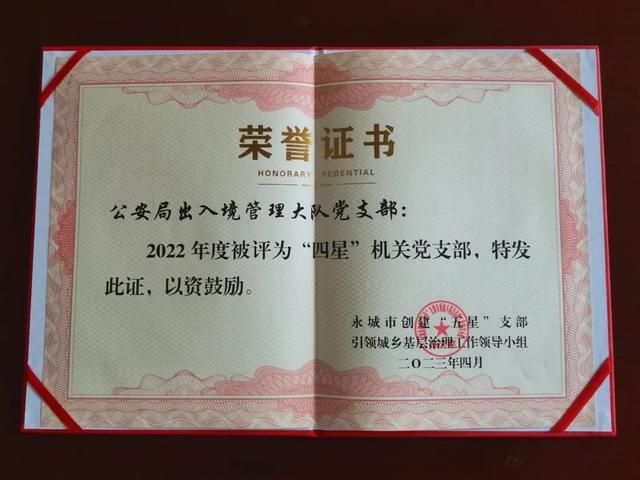 荣誉证书
HONORARY CREDENTIAL
公安局出入境管理大队党支部：
2022年度被评为“四星”机关党支部，特发
此证，以资鼓励。
永城市创建“五星”支部
引领城乡基层治理工作领导小组
二〇二三年四月